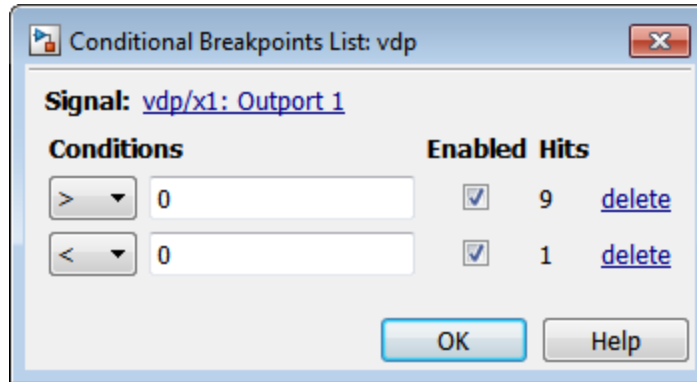 Conditional Breakpoints List: vdp
Signal: vdp/x1: Outport 1
Conditions Enabled Hits
> 0 9 delete
< 0 1 delete
OK Help